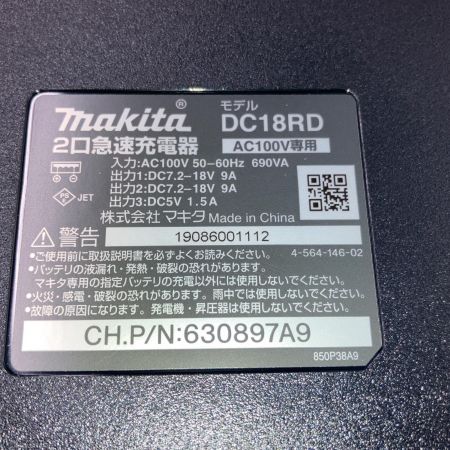 makita® モデル DC18RD
2口急速充電器 AC100V専用
入力:AC100V 50-60Hz 690VA
出力1:DC7.2-18V 9A
出力2:DC7.2-18V 9A
出力3:DC5V 1.5A
PS E JET
株式会社マキタ Made in China
警告 19086001112 4-564-146-02
●ご使用前に取扱説明書を必ずよくお読みください。
●バッテリの液漏れ・発熱・破裂の恐れがあります。
マキタ専用の指定バッテリの充電以外には使用しないでください。
●火災・感電・破裂の恐れがあります。雨中では使用しないでください。
●故障の原因になります。発電機・昇圧器は使用しないでください。
CH.P/N:630897A9
850P38A9